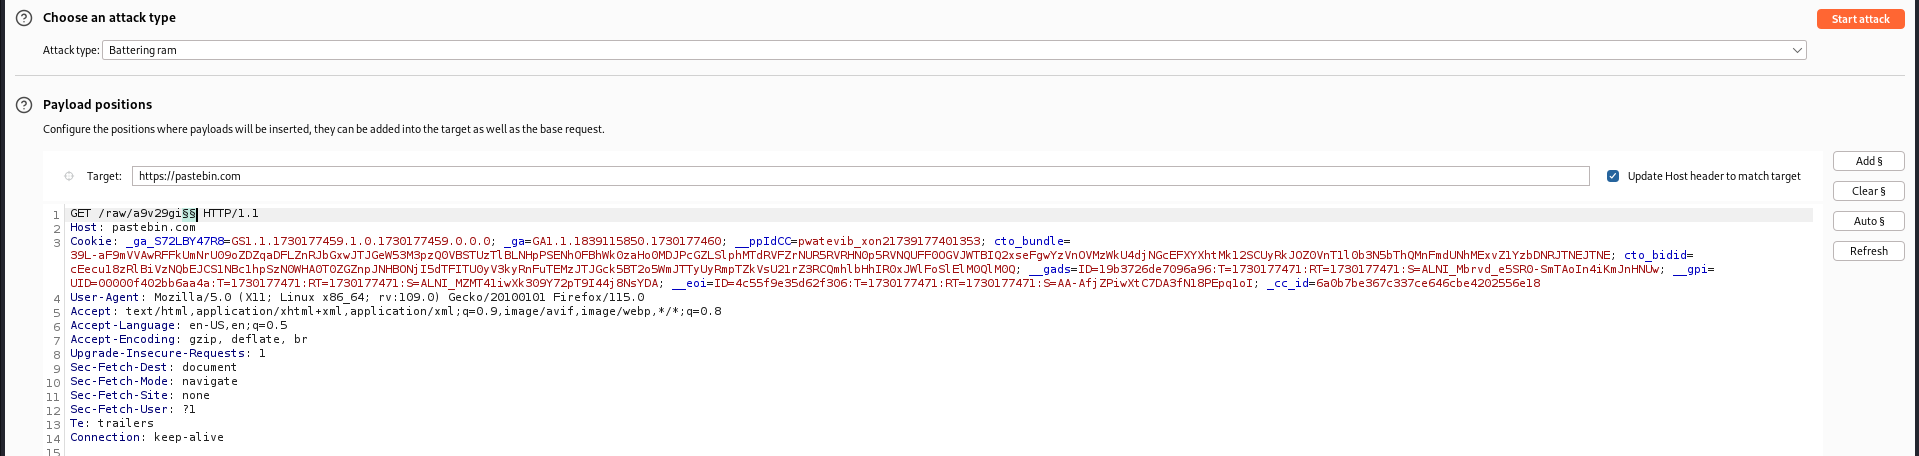 Choose an attack type
Start attack
Attack type: Battering ram
Payload positions
Configure the positions where payloads will be inserted, they can be added into the target as well as the base request.
Add §
Target: https://pastebin.com
Update Host header to match target
Clear §
Auto §
Refresh
1 GET /raw/a9v29gi§§ HTTP/1.1
2 Host: pastebin.com
3 Cookie: _ga_S72LBY47R8=GS1.1.1730177459.1.0.1730177459.0.0.0; _ga=GA1.1.1839115850.1730177460; __ppIdCC=pwatevib_xon21739177401353; cto_bundle=
__gads=ID=19b3726de7096a96:T=1730177471:RT=1730177471:S=ALNI_Mbrvd_e5SR0-SmTAoIn4iKmJnHNUw; __gpi=
UID=00000f402bb6aa4a:T=1730177471:RT=1730177471:S=ALNI_MZMT41iwXk309Y72pT9I44j8NsYDA; __eoi=ID=4c55f9e35d62f306:T=1730177471:RT=1730177471:S=AA-AfjZPiwXtC7DA3fN18PEpq1oI; _cc_id=6a0b7be367c337ce646cbe4202556e18
4 User-Agent: Mozilla/5.0 (X11; Linux x86_64; rv:109.0) Gecko/20100101 Firefox/115.0
5 Accept: text/html,application/xhtml+xml,application/xml;q=0.9,image/avif,image/webp,*/*;q=0.8
6 Accept-Language: en-US,en;q=0.5
7 Accept-Encoding: gzip, deflate, br
8 Upgrade-Insecure-Requests: 1
9 Sec-Fetch-Dest: document
10 Sec-Fetch-Mode: navigate
11 Sec-Fetch-Site: none
12 Sec-Fetch-User: ?1
13 Te: trailers
14 Connection: keep-alive
15